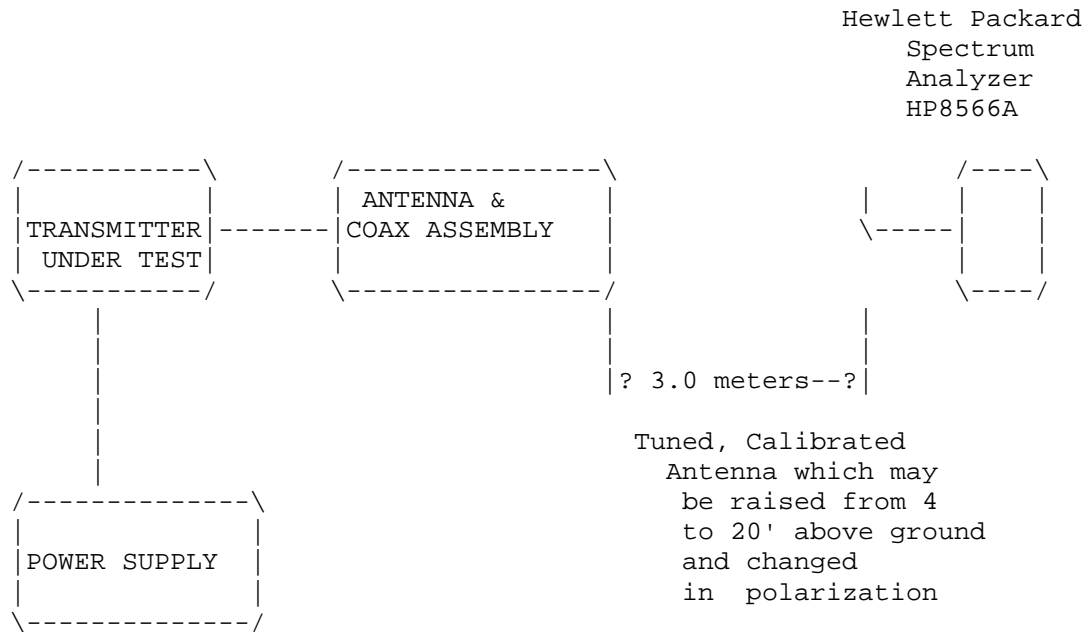 Hewlett Packard
Spectrum
Analyzer
HP8566A
TRANSMITTER
UNDER TEST
ANTENNA &
COAX ASSEMBLY
? 3.0 meters--?
Tuned, Calibrated
Antenna which may
be raised from 4
to 20' above ground
and changed
in polarization
POWER SUPPLY